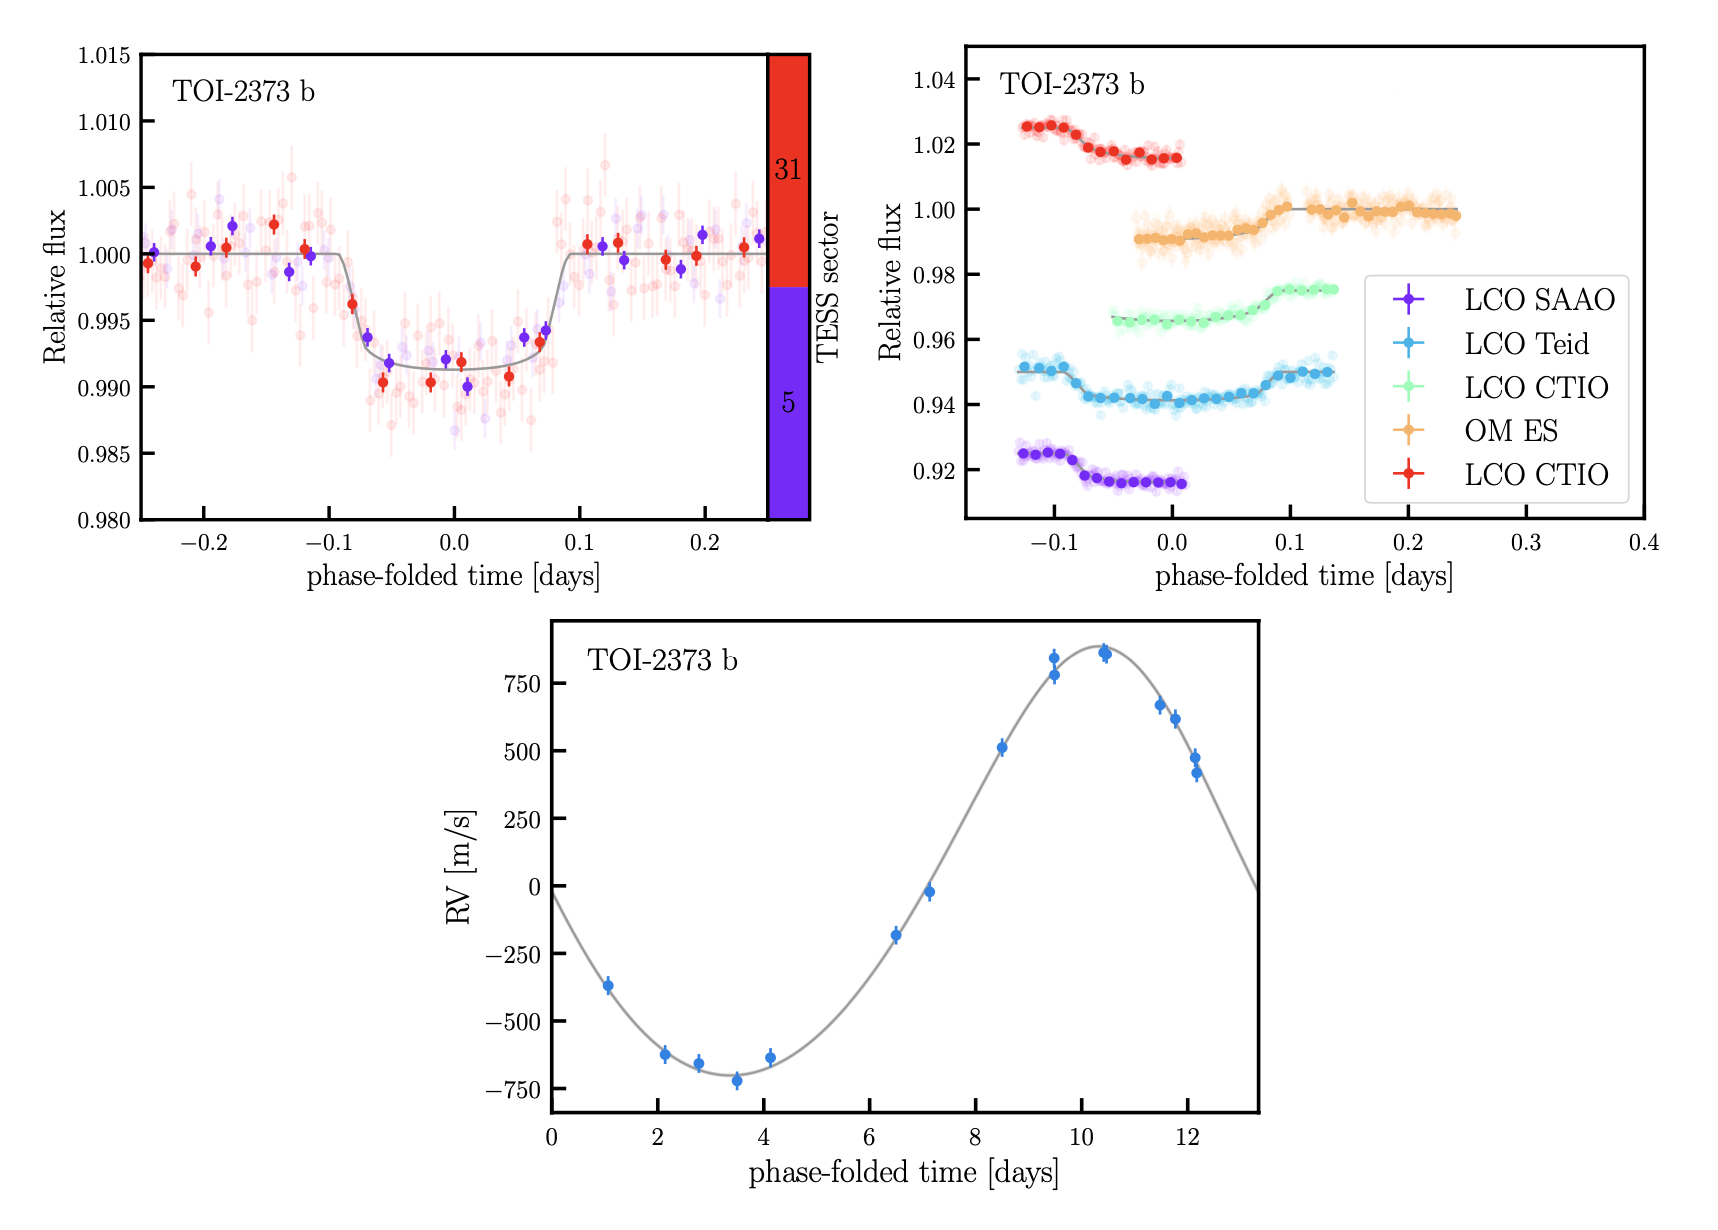 TOI-2373 b
1.015
1.010
1.005
1.000
0.995
0.990
0.985
0.980
Relative flux
−0.2
−0.1
0.0
0.1
0.2
phase-folded time [days]
31
5
TESS sector
TOI-2373 b
1.04
1.02
1.00
0.98
0.96
0.94
0.92
Relative flux
LCO SAAO
LCO Teid
LCO CTIO
OM ES
LCO CTIO
−0.1
0.0
0.1
0.2
0.3
0.4
phase-folded time [days]
TOI-2373 b
750
500
250
0
−250
−500
−750
RV [m/s]
0
2
4
6
8
10
12
phase-folded time [days]